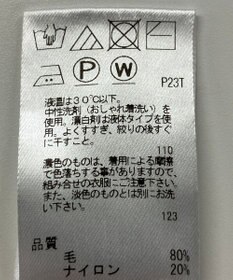 P W P23T
液温は30℃以下。
中性洗剤(おしゃれ着洗い)を
使用。漂白剤は液体タイプを使
用。よくすすぎ、絞りの後すぐ
に干すこと。
110
濃色のものは、着用による摩擦
で色落ちする事がありますので、
組み合せの衣服にご注意下さい。
また、淡色のものとは別にお洗
い下さい。
123
品質
毛 80%
ナイロン 20%